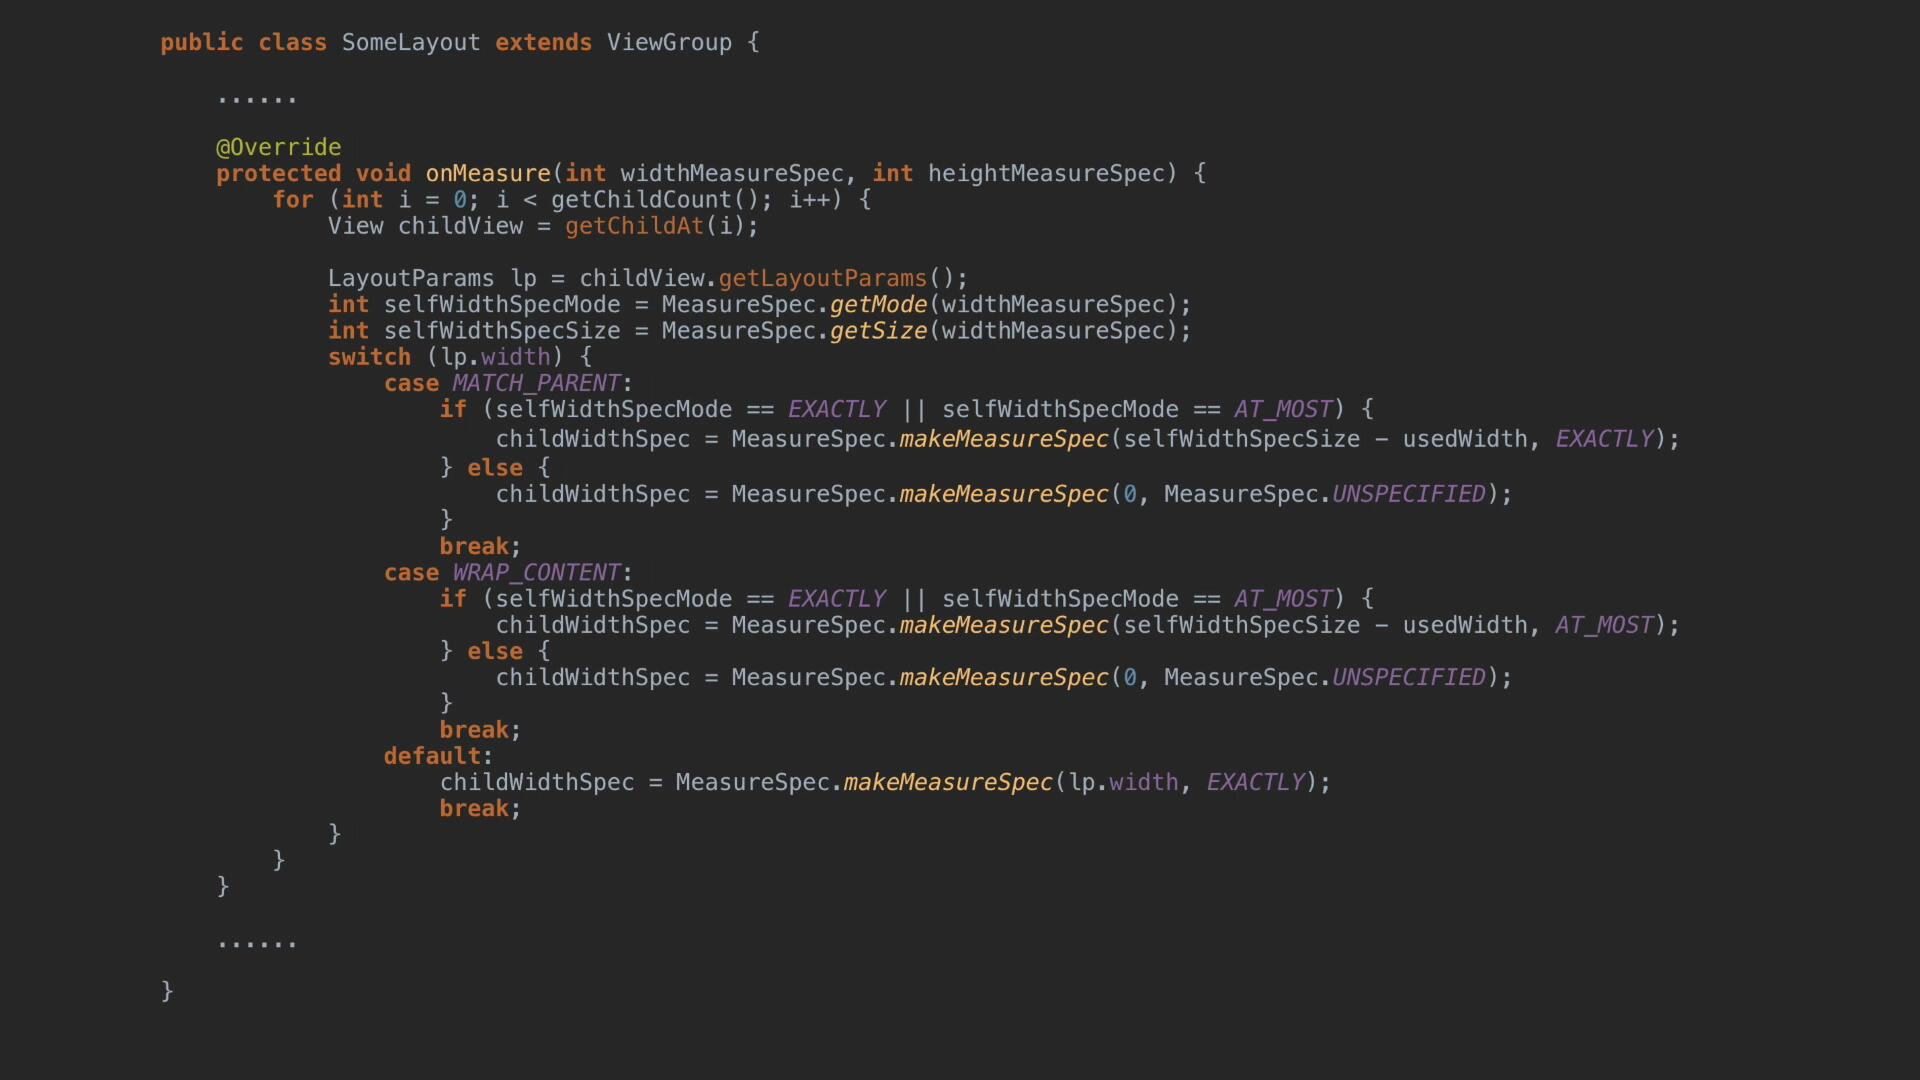 public class SomeLayout extends ViewGroup {
......
@Override
protected void onMeasure(int widthMeasureSpec, int heightMeasureSpec) {
for (int i = 0; i < getChildCount(); i++) {
View childView = getChildAt(i);
LayoutParams lp = childView.getLayoutParams();
int selfWidthSpecMode = MeasureSpec.getMode(widthMeasureSpec);
int selfWidthSpecSize = MeasureSpec.getSize(widthMeasureSpec);
switch (lp.width) {
case MATCH_PARENT:
if (selfWidthSpecMode == EXACTLY || selfWidthSpecMode == AT_MOST) {
childWidthSpec = MeasureSpec.makeMeasureSpec(selfWidthSpecSize – usedWidth, EXACTLY);
} else {
childWidthSpec = MeasureSpec.makeMeasureSpec(0, MeasureSpec.UNSPECIFIED);
}
break;
case WRAP_CONTENT:
if (selfWidthSpecMode == EXACTLY || selfWidthSpecMode == AT_MOST) {
childWidthSpec = MeasureSpec.makeMeasureSpec(selfWidthSpecSize – usedWidth, AT_MOST);
} else {
childWidthSpec = MeasureSpec.makeMeasureSpec(0, MeasureSpec.UNSPECIFIED);
}
break;
default:
childWidthSpec = MeasureSpec.makeMeasureSpec(lp.width, EXACTLY);
break;
}
}
}
......
}